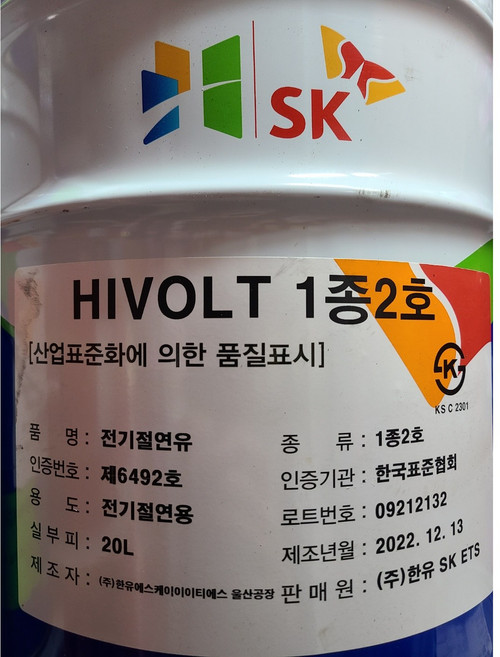 SK
HIVOLT 1종2호
[산업표준화에 의한 품질표시]
K
KS C 2301
품 명 : 전기절연유 종 류 : 1종2호
인증번호 : 제6492호 인증기관 : 한국표준협회
용 도 : 전기절연용 로트번호 : 09212132
실 부 피 : 20L 제조년월 : 2022. 12. 13
제 조 자 : (주)한유에스케이이이티에스 울산공장 판 매 원 : (주)한유 SK ETS